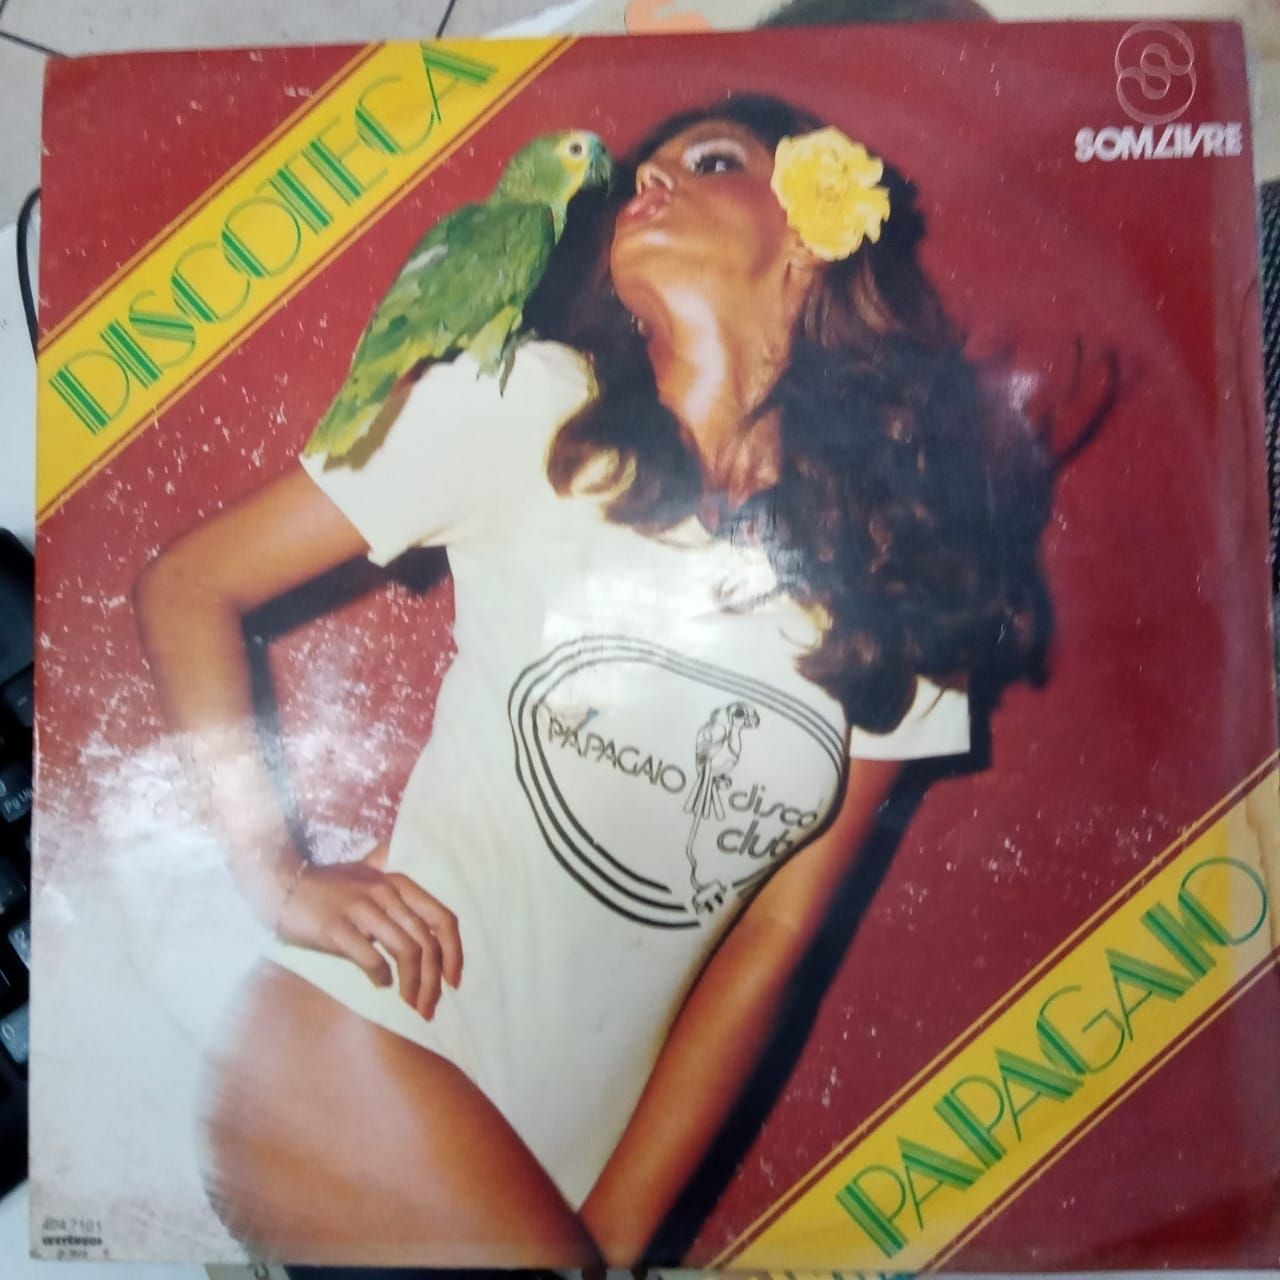 DISCOTECA
SOMLIVRE
PAPAGAIO
disco
club
PAPAGAIO
404.7101